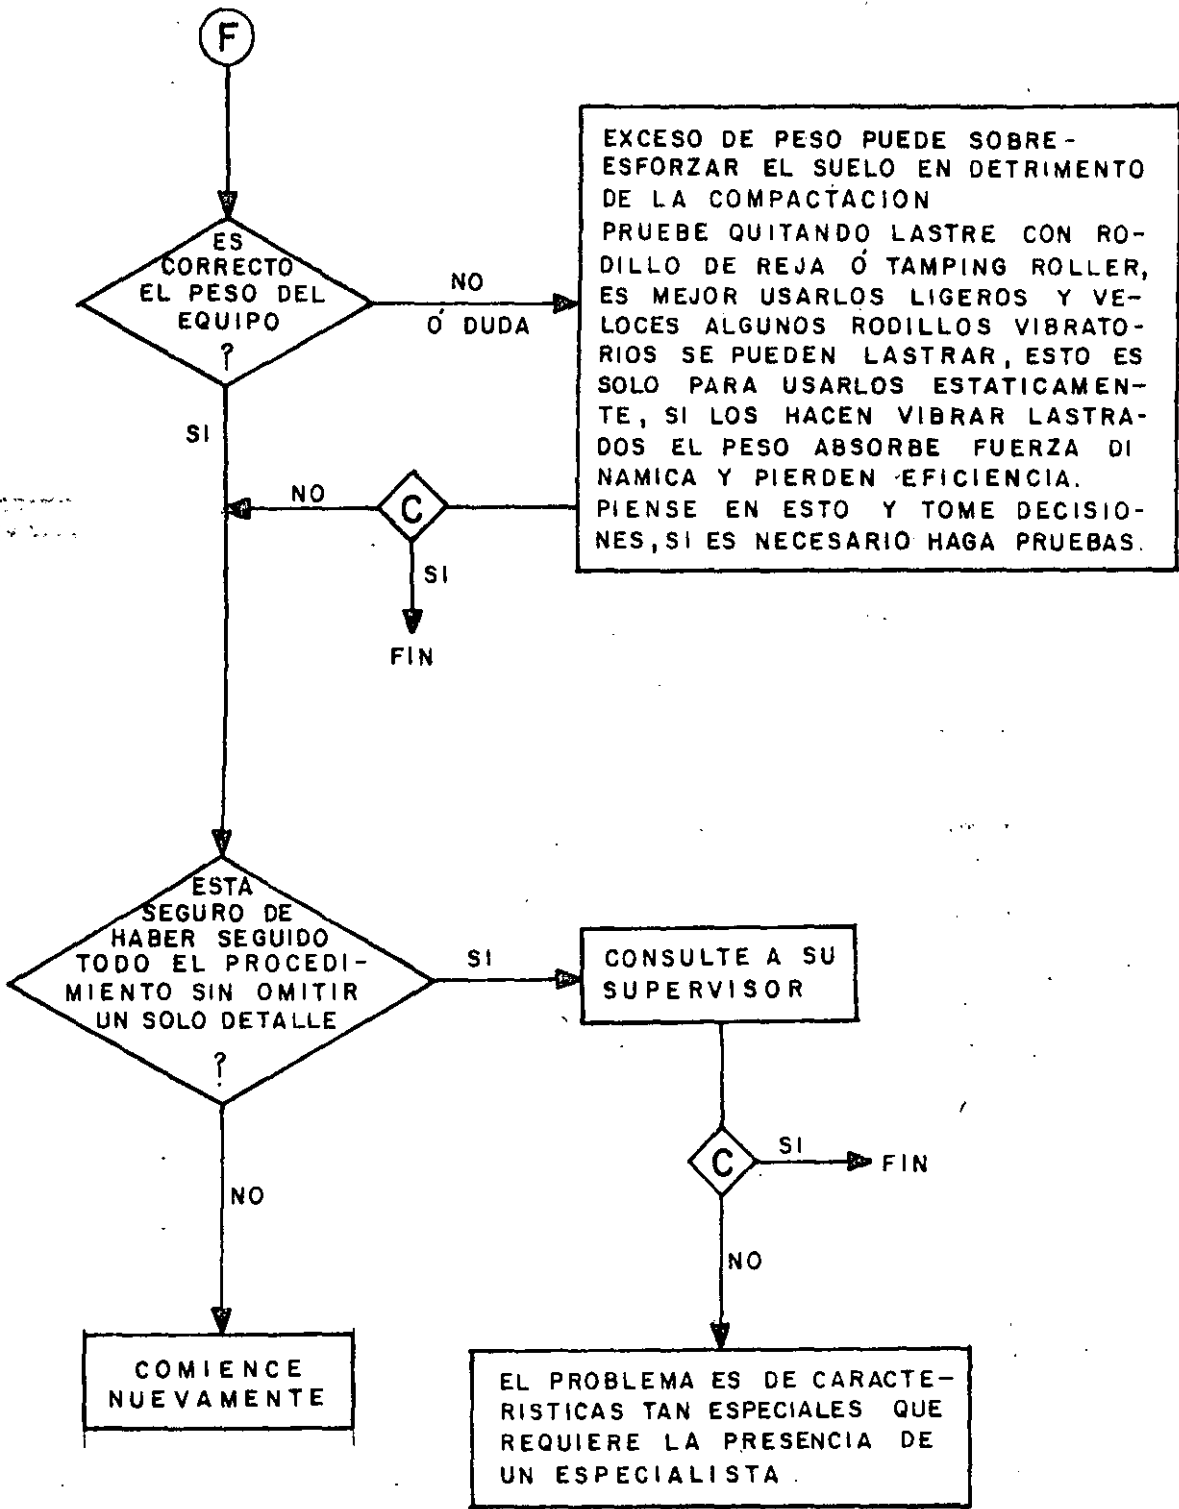 F
ES
CORRECTO
EL PESO DEL
EQUIPO
?
NO
Ó DUDA
EXCESO DE PESO PUEDE SOBRE-
ESFORZAR EL SUELO EN DETRIMENTO
DE LA COMPACTACION
PRUEBE QUITANDO LASTRE CON RO-
DILLO DE REJA Ó TAMPING ROLLER,
ES MEJOR USARLOS LIGEROS Y VE-
LOCES ALGUNOS RODILLOS VIBRATO-
RIOS SE PUEDEN LASTRAR, ESTO ES
SOLO PARA USARLOS ESTATICAMEN-
TE, SI LOS HACEN VIBRAR LASTRA-
DOS EL PESO ABSORBE FUERZA DI
NAMICA Y PIERDEN EFICIENCIA.
PIENSE EN ESTO Y TOME DECISIO-
NES, SI ES NECESARIO HAGA PRUEBAS.
SI
NO
C
SI
FIN
ESTA
SEGURO DE
HABER SEGUIDO
TODO EL PROCEDI-
MIENTO SIN OMITIR
UN SOLO DETALLE
?
SI
CONSULTE A SU
SUPERVISOR
C
SI
FIN
NO
NO
COMIENCE
NUEVAMENTE
EL PROBLEMA ES DE CARACTE-
RISTICAS TAN ESPECIALES QUE
REQUIERE LA PRESENCIA DE
UN ESPECIALISTA.